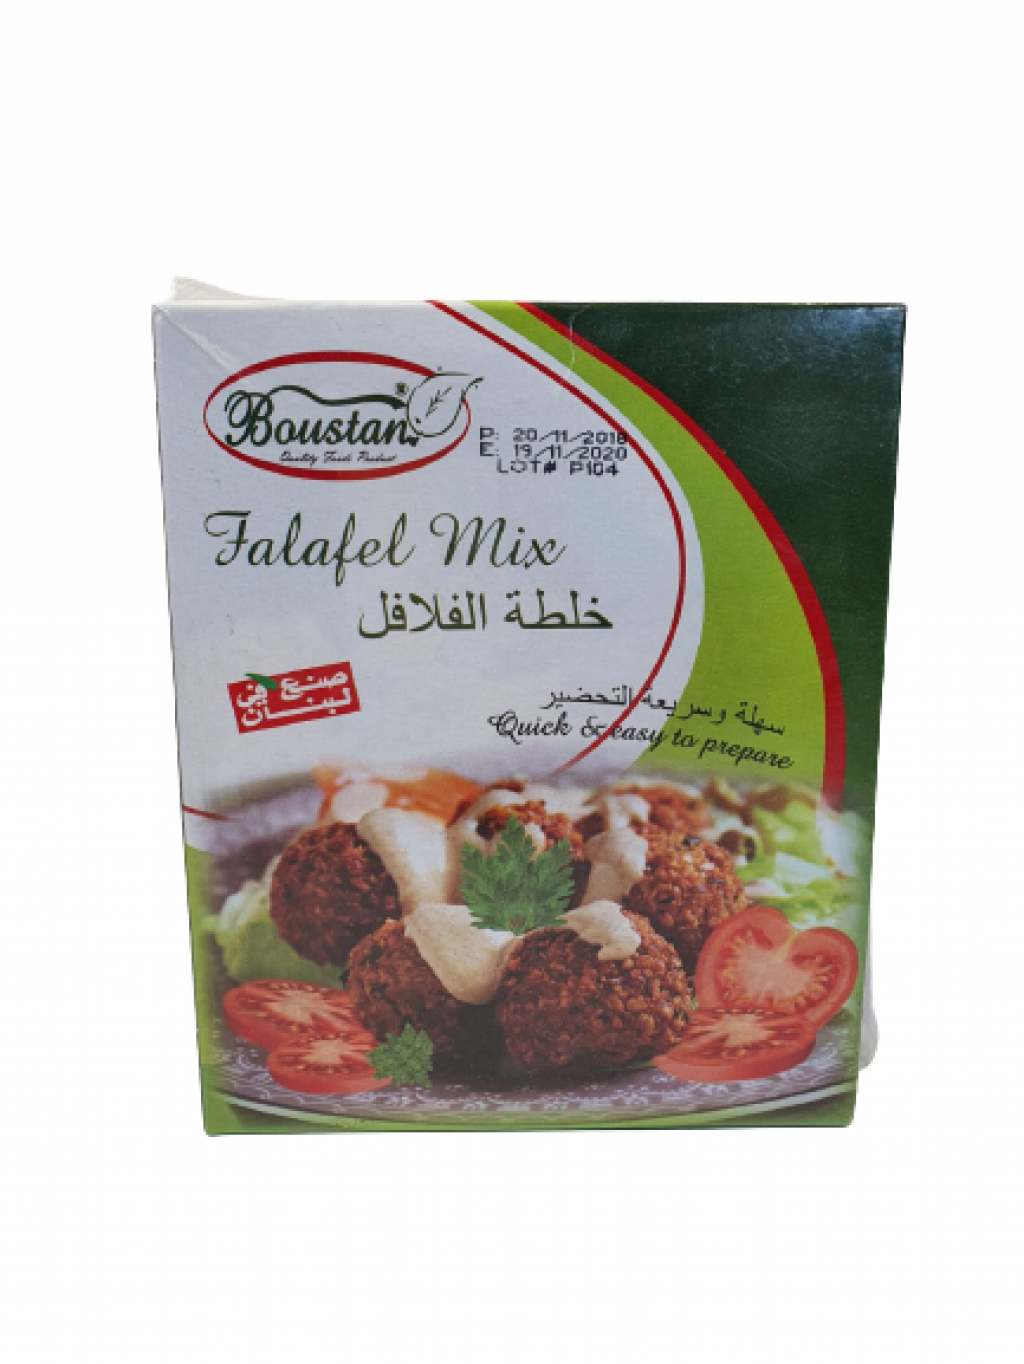 Boustan®
Quality Foods Product
P: 20/11/2018
E: 19/11/2020
LOT# P104
Falafel Mix
خلطة الفلافل
صنع في
لبنان
سهلة وسريعة التحضير
Quick & easy to prepare